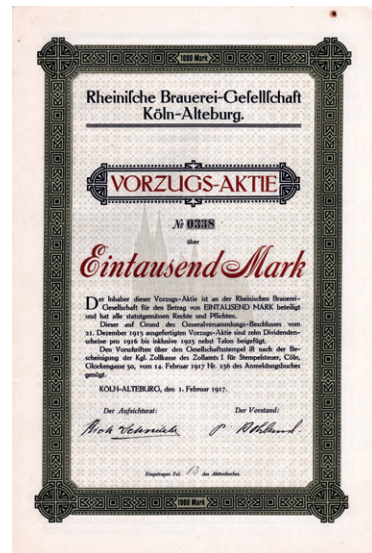 1000 Mark
Rheinische Brauerei-Gesellschaft
Köln-Alteburg.
VORZUGS-AKTIE
№ 0338
über
Eintausend Mark
Der Inhaber dieser Vorzugs-Aktie ist an der Rheinischen Brauerei-
Gesellschaft für den Betrag von EINTAUSEND MARK beteiligt
und hat alle statutgemässen Rechte und Pflichten.
Dieser auf Grund des Generalversammlungs-Beschlusses vom
21. Dezember 1915 ausgefertigten Vorzugs-Aktie sind zehn Dividenden-
scheine pro 1916 bis inklusive 1925 nebst Talon beigefügt.
Den Vorschriften über den Gesellschaftsstempel ist nach der Be-
scheinigung der Kgl. Zollkasse des Zollamts I für Stempelsteuer, Cöln,
Glockengasse 30, vom 14. Februar 1917 Nr. 256 des Anmeldungsbuches
genügt.
KÖLN-ALTEBURG, den 1. Februar 1917.
Der Aufsichtsrat: Der Vorstand:
Eingetragen Fol. 13 des Aktienbuches.
1000 Mark